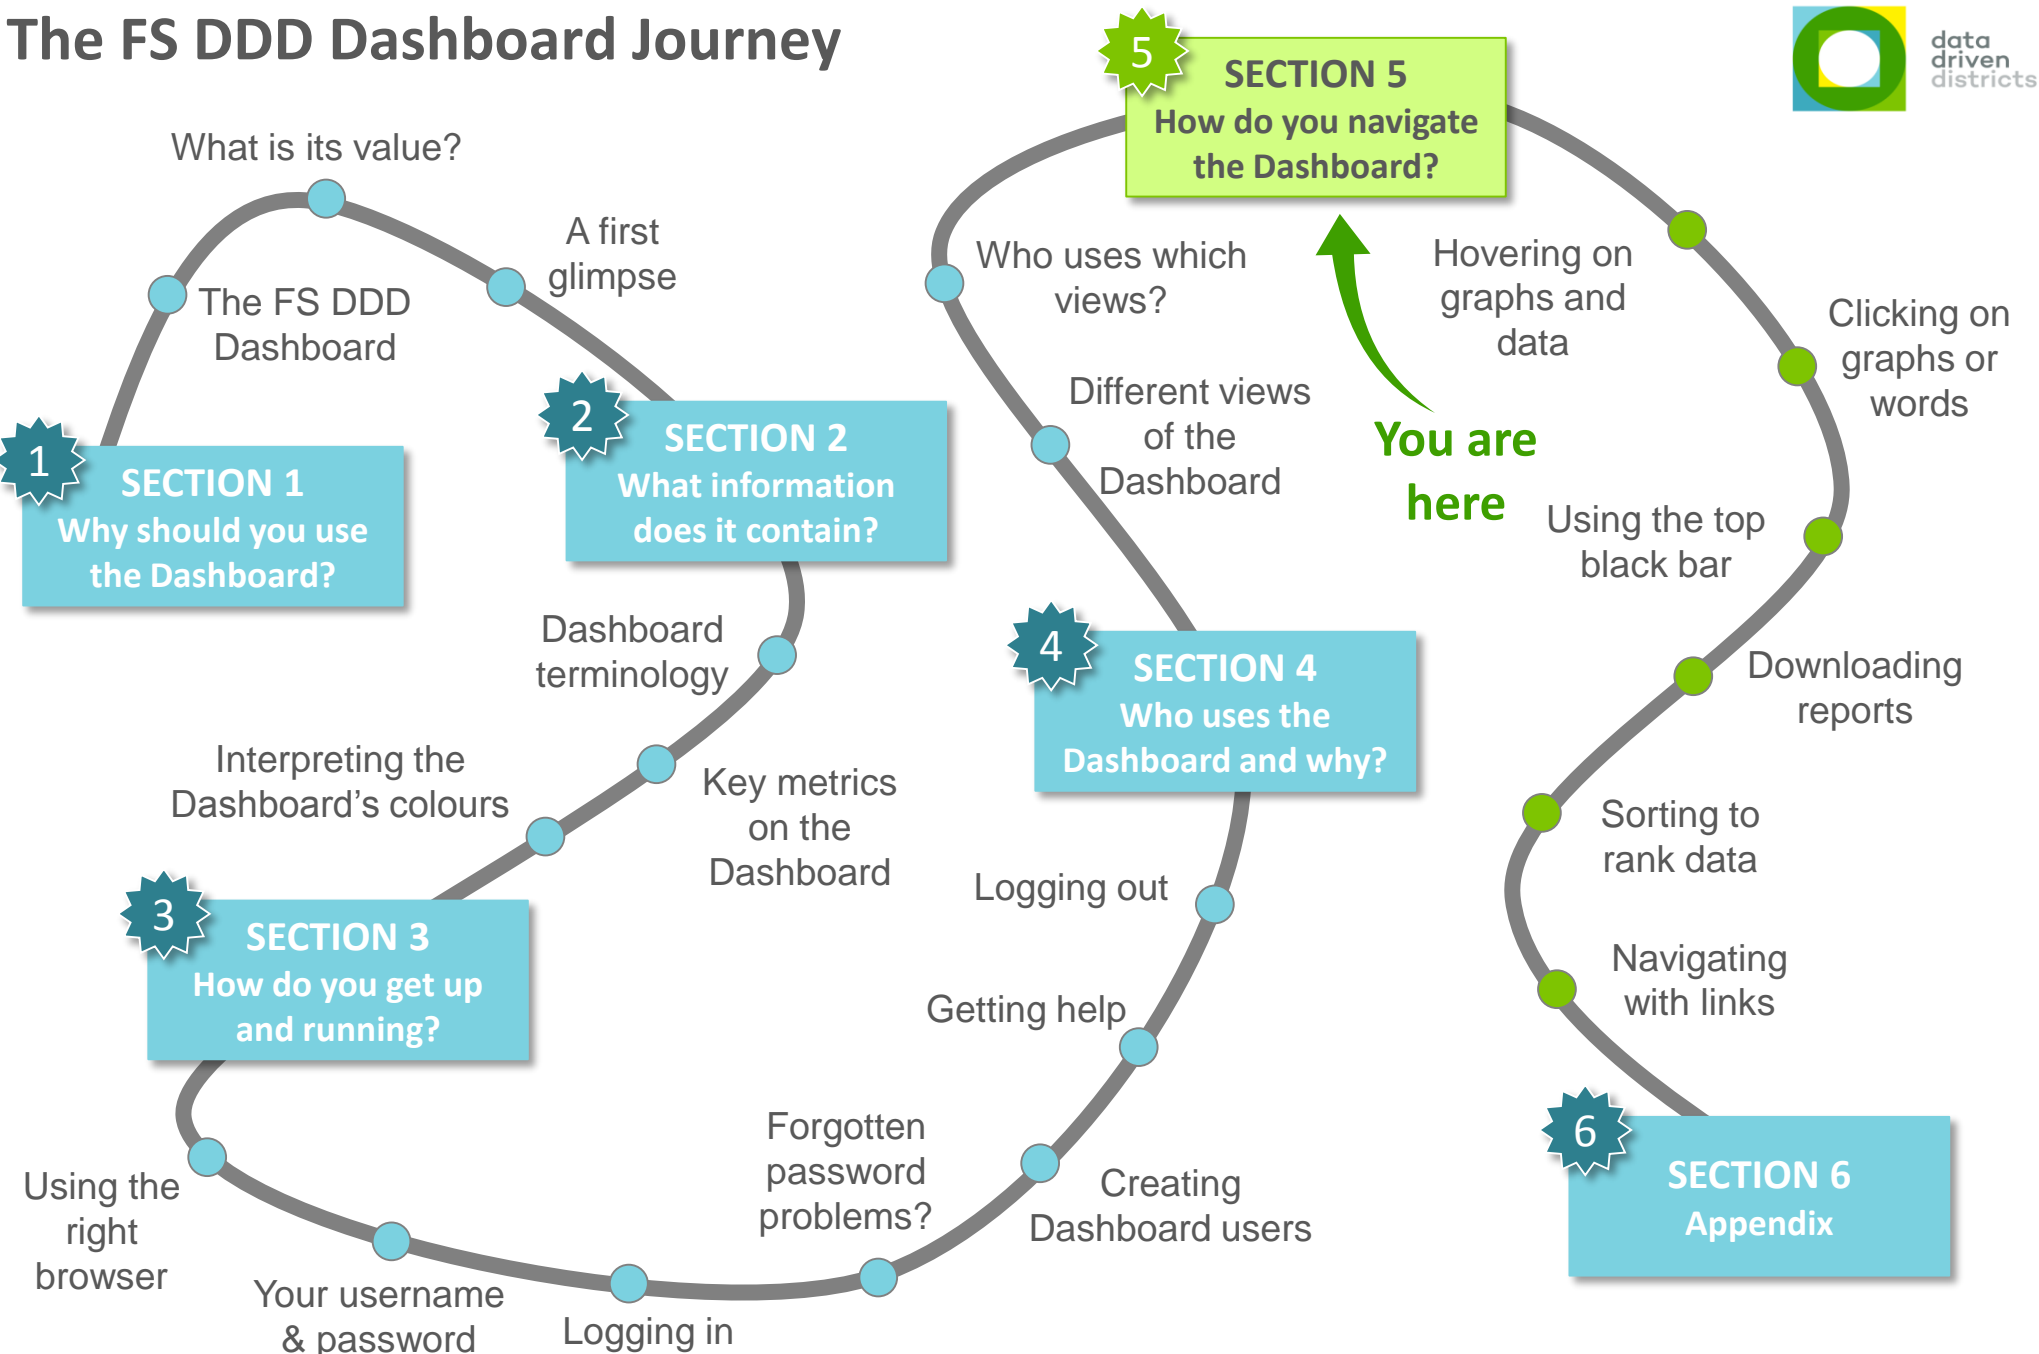 The FS DDD Dashboard Journey
data
driven
districts
1
SECTION 1
Why should you use
the Dashboard?
The FS DDD
Dashboard
What is its value?
A first
glimpse
2
SECTION 2
What information
does it contain?
Dashboard
terminology
Key metrics
on the
Dashboard
Interpreting the
Dashboard’s colours
3
SECTION 3
How do you get up
and running?
Using the
right
browser
Your username
& password
Logging in
Forgotten
password
problems?
Creating
Dashboard users
Getting help
Logging out
4
SECTION 4
Who uses the
Dashboard and why?
Different views
of the
Dashboard
Who uses which
views?
5
SECTION 5
How do you navigate
the Dashboard?
You are
here
Hovering on
graphs and
data
Clicking on
graphs or
words
Using the top
black bar
Downloading
reports
Sorting to
rank data
Navigating
with links
6
SECTION 6
Appendix